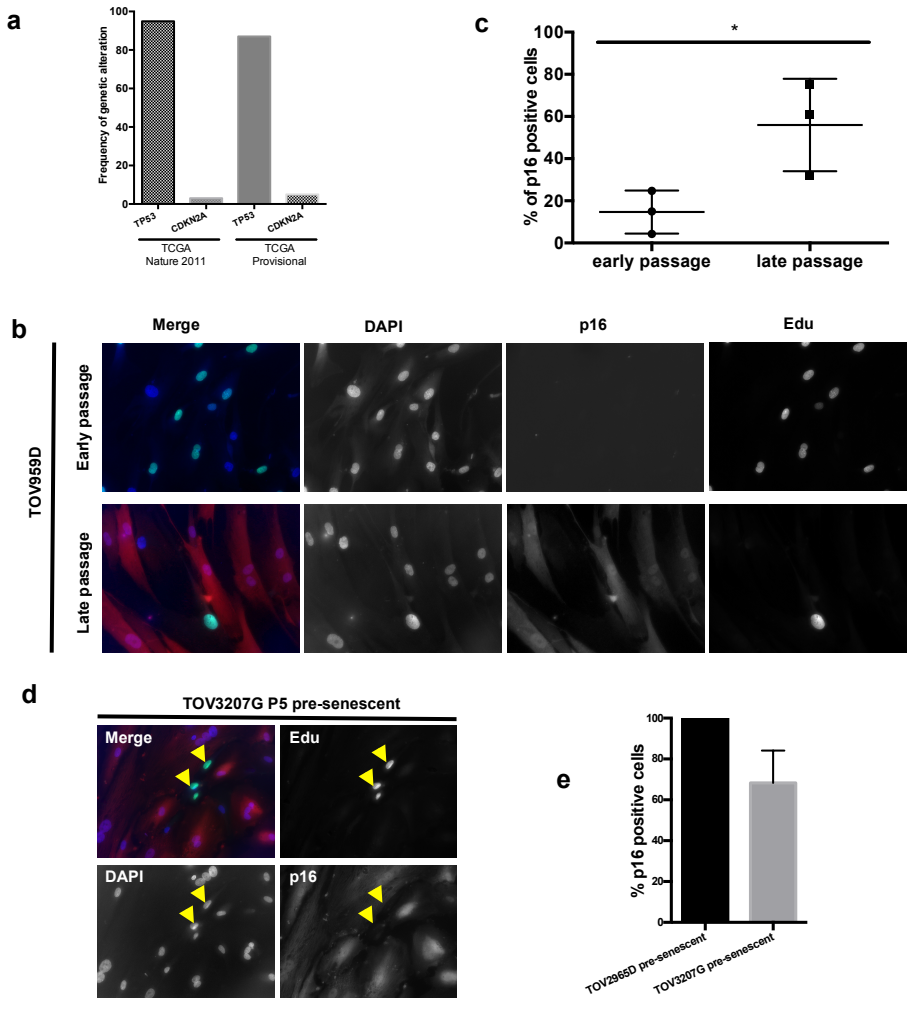 a
Frequency of genetic alteration
100
80
60
40
20
0
TP53
CDKN2A
TP53
CDKN2A
TCGA
Nature 2011
TCGA
Provisional
c
% of p16 positive cells
100
80
60
40
20
0
*
early passage
late passage
b
Merge
DAPI
p16
Edu
TOV959D
Early passage
Late passage
d
TOV3207G P5 pre-senescent
Merge
Edu
DAPI
p16
e
% p16 positive cells
100
80
60
40
20
0
TOV2965D pre-senescent
TOV3207G pre-senescent